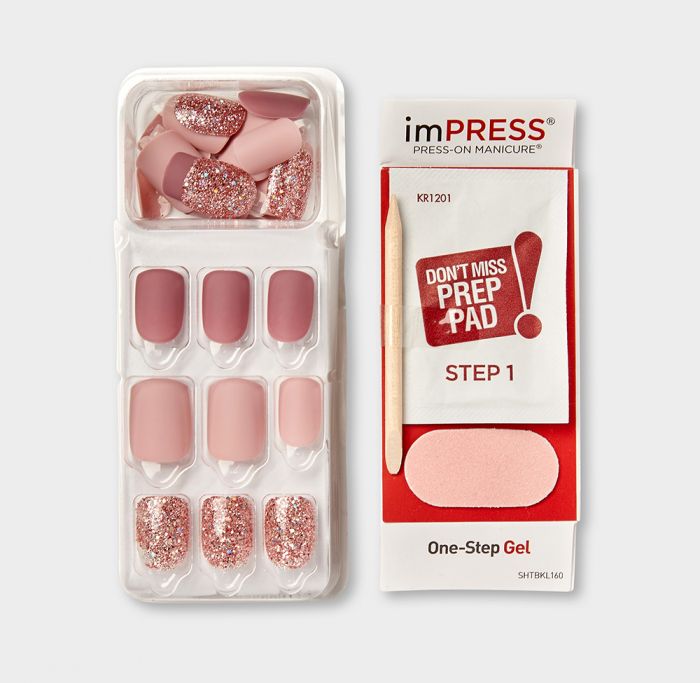 imPRESS®
PRESS-ON MANICURE®
KR1201
DON'T MISS
PREP
PAD
!
STEP 1
One-Step Gel
SHTBKL160